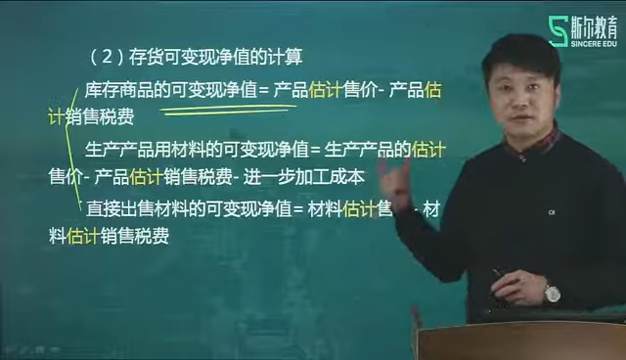 斯尔教育
SINCERE EDU
（2）存货可变现净值的计算
库存商品的可变现净值= 产品估计售价- 产品估
计销售税费
生产产品用材料的可变现净值= 生产产品的估计
售价- 产品估计销售税费- 进一步加工成本
直接出售材料的可变现净值= 材料估计售 - 材
料估计销售税费